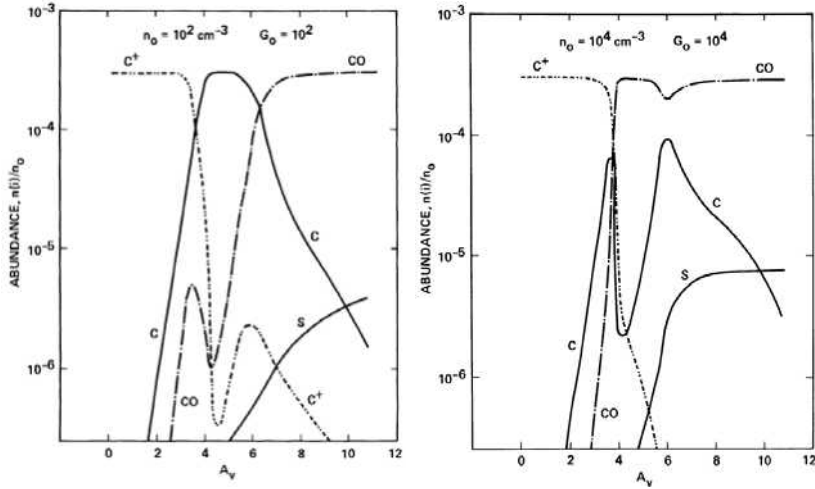 10⁻³
n₀ = 10² cm⁻³ G₀ = 10²
C⁺
CO
10⁻⁴
ABUNDANCE, n(i)/n₀
10⁻⁵
C
S
C
10⁻⁶
CO
C⁺
0 2 4 6 8 10 12
Aᵥ
10⁻³
n₀ = 10⁴ cm⁻³ G₀ = 10⁴
C⁺
CO
10⁻⁴
ABUNDANCE, n(i)/n₀
C
10⁻⁵
S
C
10⁻⁶
CO
0 2 4 6 8 10 12
Aᵥ